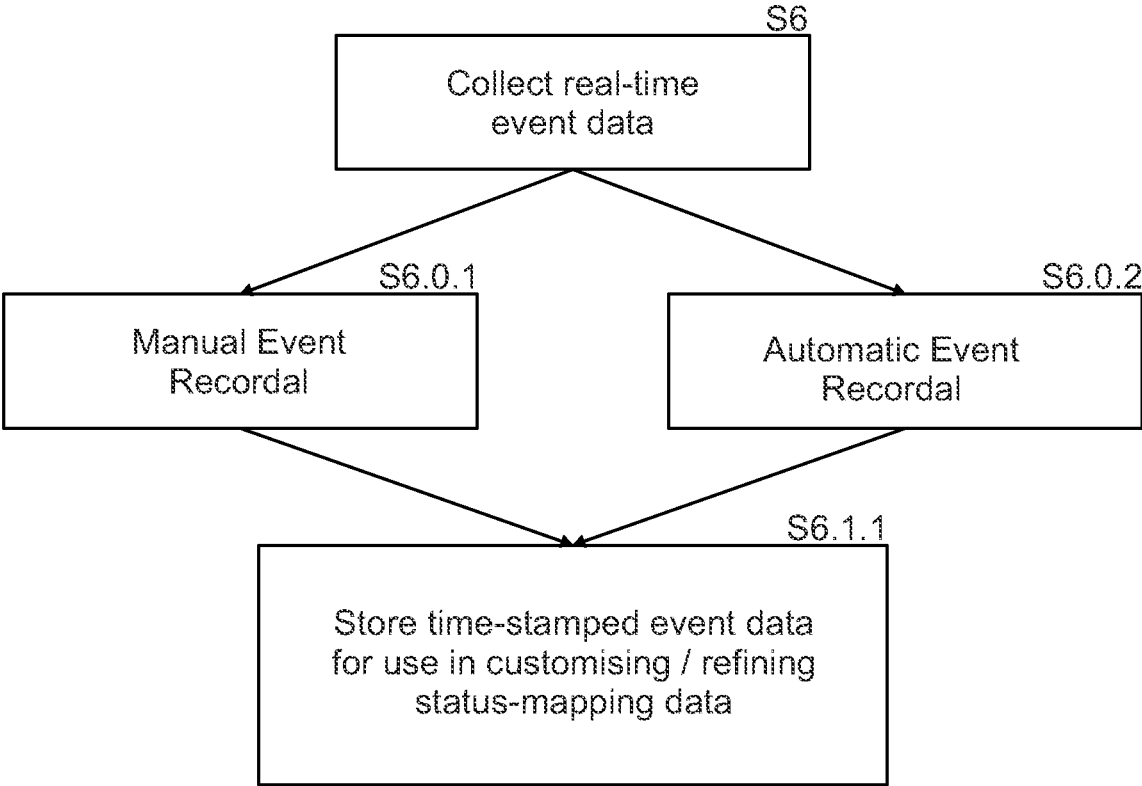 S6
Collect real-time
event data
S6.0.1
Manual Event
Recordal
S6.0.2
Automatic Event
Recordal
S6.1.1
Store time-stamped event data
for use in customising / refining
status-mapping data